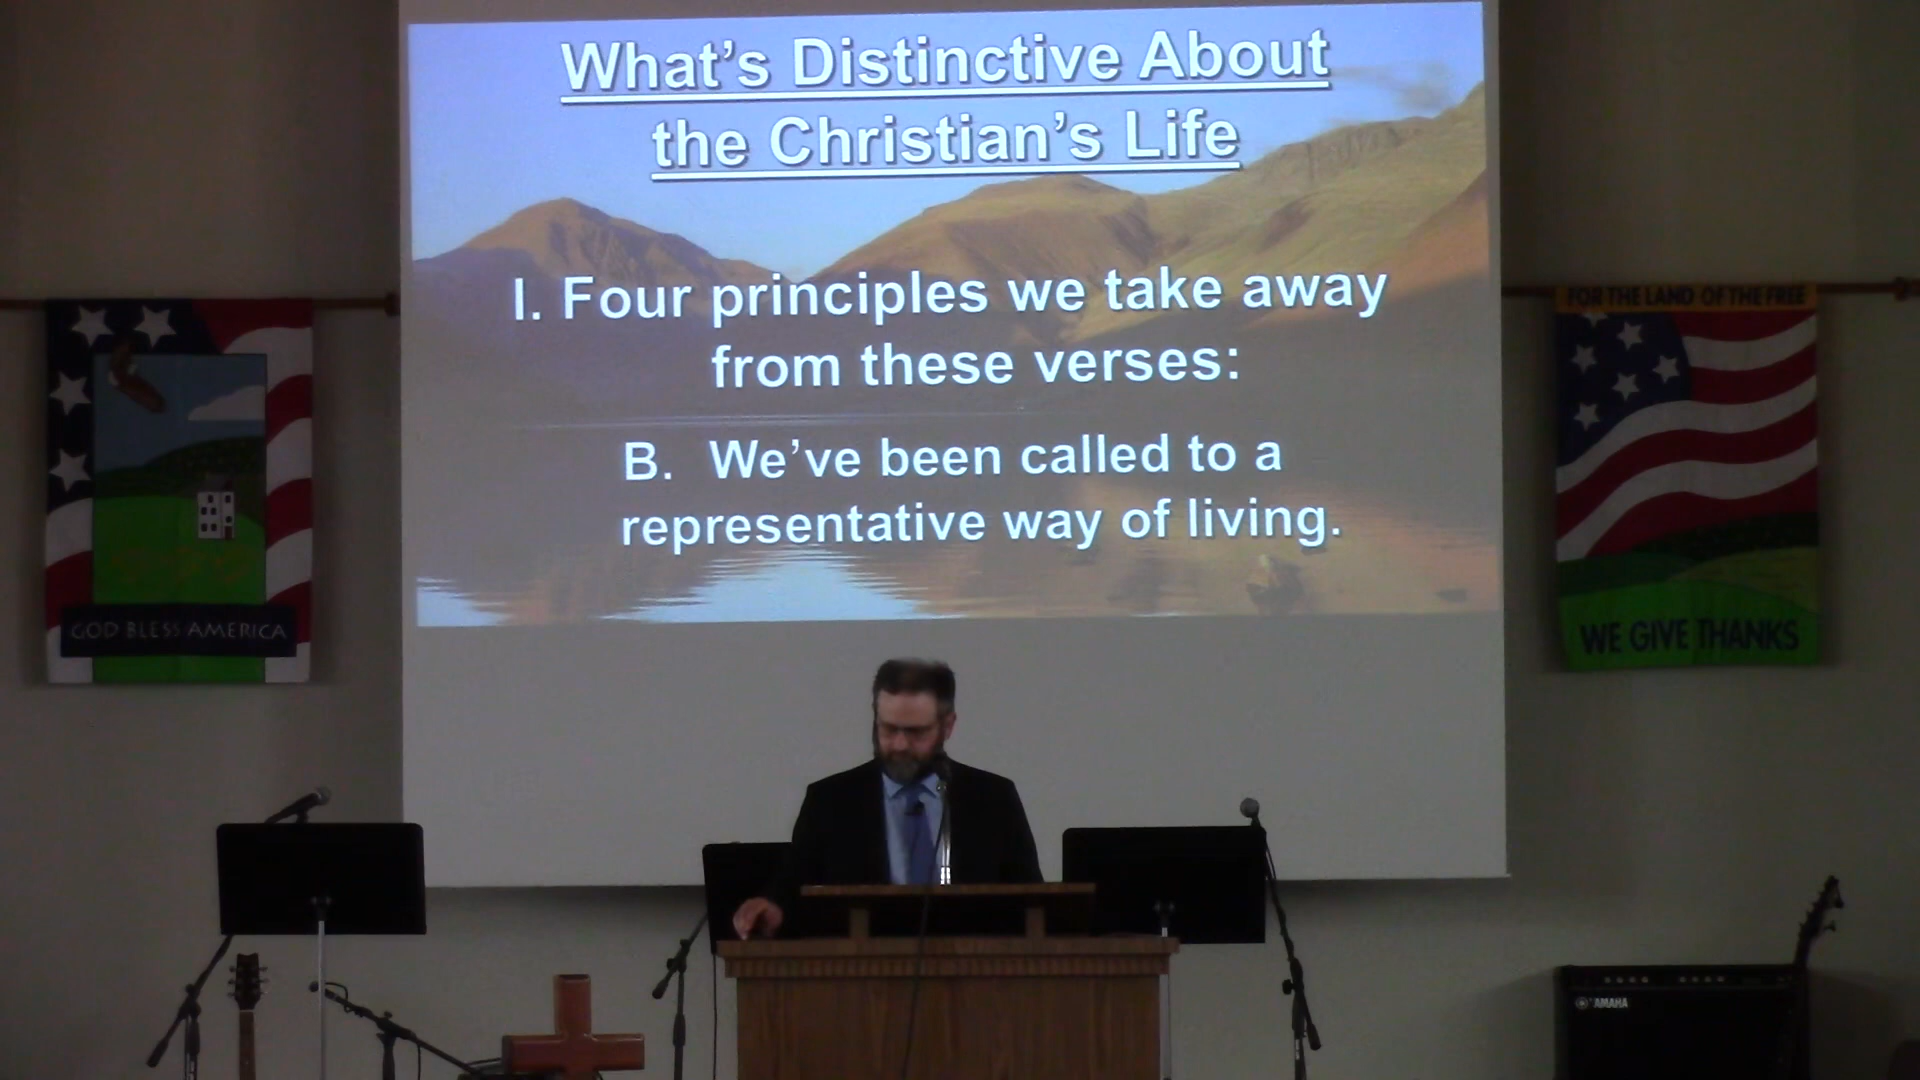 What’s Distinctive About
the Christian’s Life
I. Four principles we take away
from these verses:
B. We’ve been called to a
representative way of living.
GOD BLESS AMERICA
FOR THE LAND OF THE FREE
WE GIVE THANKS
YAMAHA